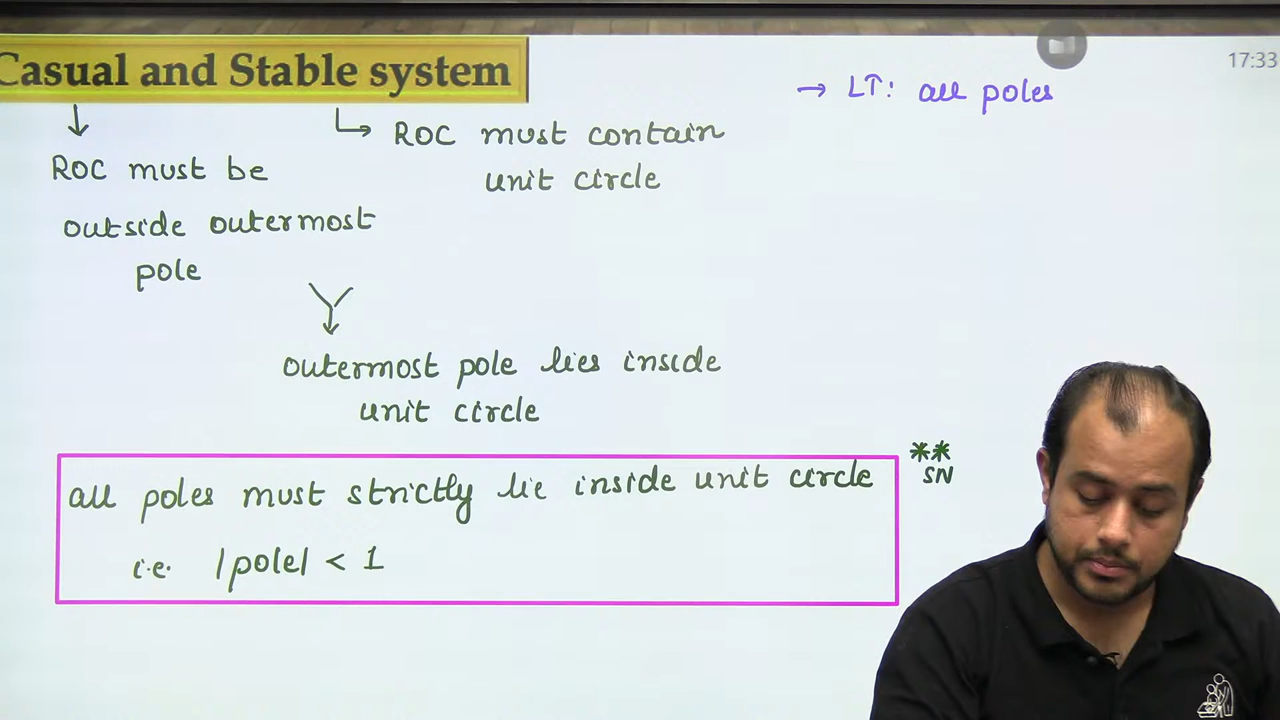 Casual and Stable system
17:33
→ LT: all poles
ROC must be
outside outermost
pole
ROC must contain
unit circle
outermost pole lies inside
unit circle
all poles must strictly lie inside unit circle
i.e. |pole| < 1
**
SN